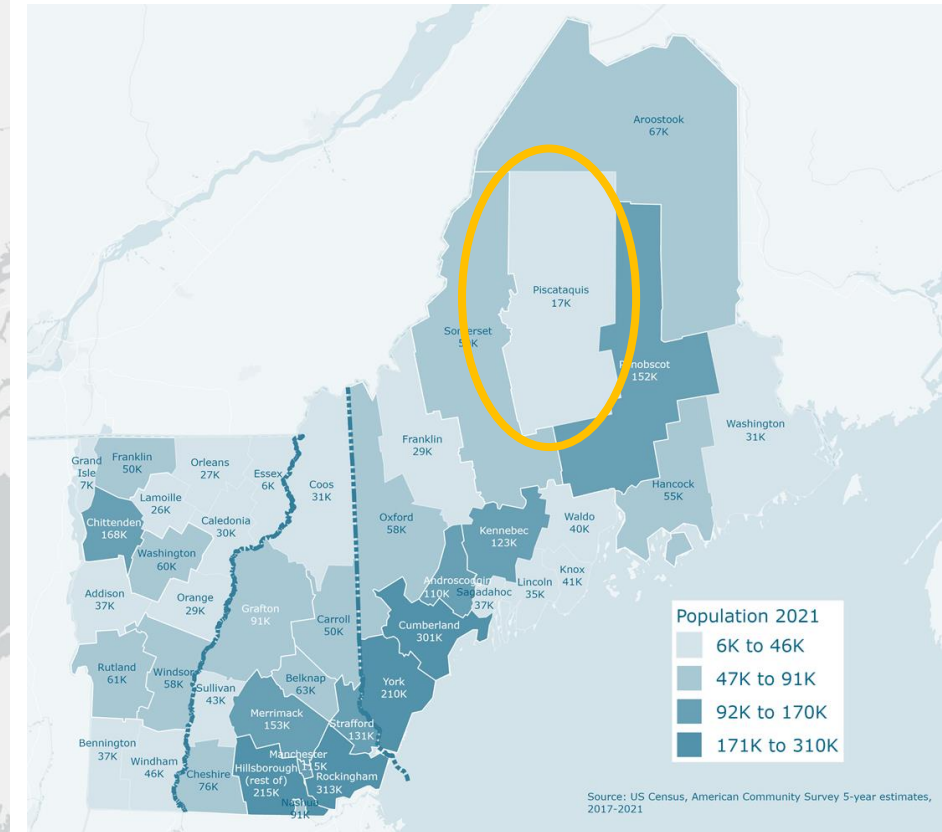 Aroostook
67K
Piscataquis
17K
Somerset
Penobscot
152K
Washington
31K
Hancock
55K
Franklin
29K
Oxford
58K
Kennebec
123K
Waldo
40K
Knox
41K
Lincoln
35K
Androscoggin
110K
Sagadahoc
37K
Cumberland
301K
York
210K
Grand
Isle
7K
Franklin
50K
Orleans
27K
Essex
6K
Coos
31K
Lamoille
26K
Chittenden
168K
Caledonia
30K
Washington
60K
Addison
37K
Orange
29K
Grafton
91K
Carroll
50K
Rutland
61K
Windsor
58K
Sullivan
43K
Belknap
63K
Merrimack
153K
Strafford
131K
Bennington
37K
Windham
46K
Cheshire
76K
Manchester
115K
Hillsborough
(rest of)
215K
Rockingham
313K
Nashua
91K
Population 2021
6K to 46K
47K to 91K
92K to 170K
171K to 310K
Source: US Census, American Community Survey 5-year estimates,
2017-2021